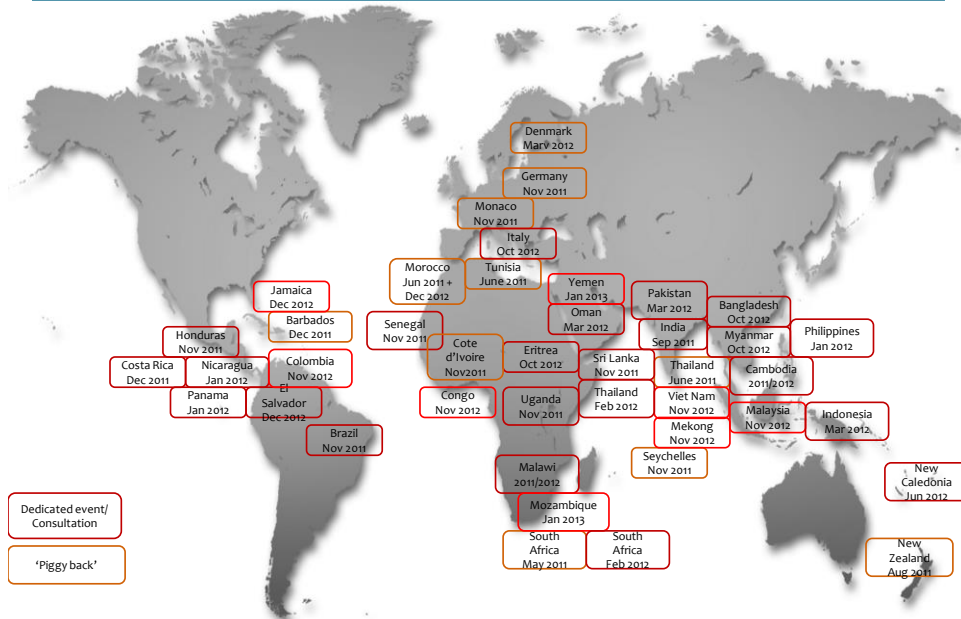 Denmark
Marv 2012
Germany
Nov 2011
Monaco
Nov 2011
Italy
Oct 2012
Morocco
Jun 2011 +
Dec 2012
Tunisia
June 2011
Yemen
Jan 2013
Oman
Mar 2012
Pakistan
Mar 2012
Bangladesh
Oct 2012
India
Sep 2011
Myanmar
Oct 2012
Philippines
Jan 2012
Jamaica
Dec 2012
Barbados
Dec 2011
Senegal
Nov 2011
Honduras
Nov 2011
Cote
d'Ivoire
Nov2011
Eritrea
Oct 2012
Sri Lanka
Nov 2011
Thailand
June 2011
Cambodia
2011/2012
Costa Rica
Dec 2011
Nicaragua
Jan 2012
Colombia
Nov 2012
Panama
Jan 2012
El
Salvador
Dec 2012
Congo
Nov 2012
Uganda
Nov 2011
Thailand
Feb 2012
Viet Nam
Nov 2012
Malaysia
Nov 2012
Indonesia
Mar 2012
Mekong
Nov 2012
Brazil
Nov 2011
Seychelles
Nov 2011
Malawi
2011/2012
New
Caledonia
Jun 2012
Mozambique
Jan 2013
South
Africa
May 2011
South
Africa
Feb 2012
New
Zealand
Aug 2011
Dedicated event/
Consultation
‘Piggy back’